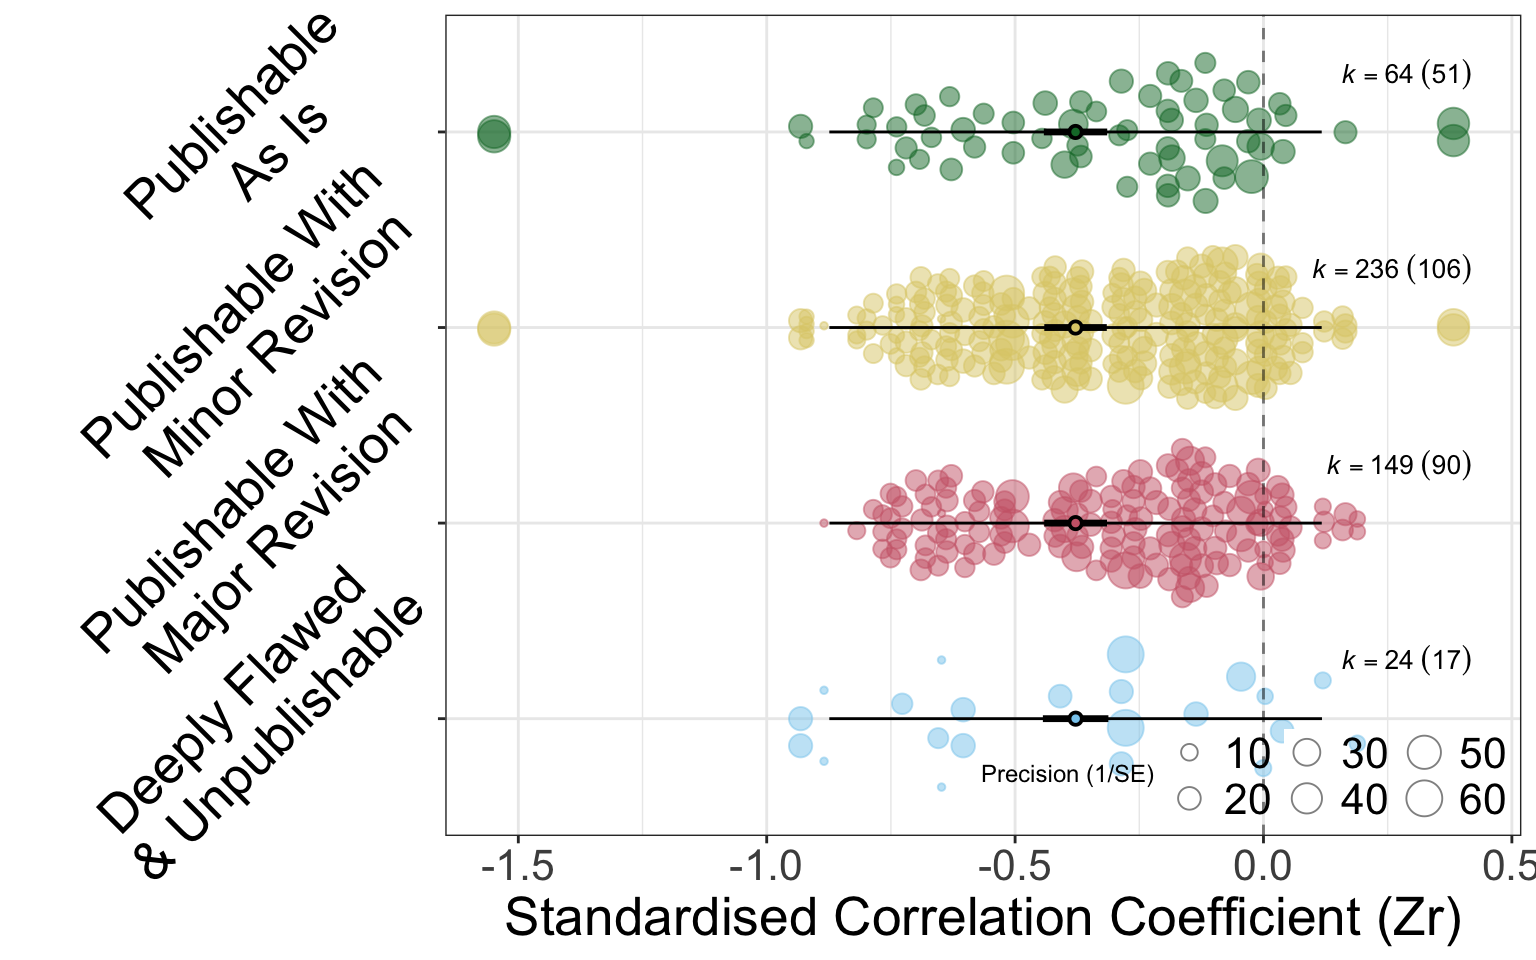 Publishable
As Is
k = 64 (51)
Publishable With
Minor Revision
k = 236 (106)
Publishable With
Major Revision
k = 149 (90)
Deeply Flawed
& Unpublishable
k = 24 (17)
Precision (1/SE)
10 30 50
20 40 60
-1.5 -1.0 -0.5 0.0 0.5
Standardised Correlation Coefficient (Zr)